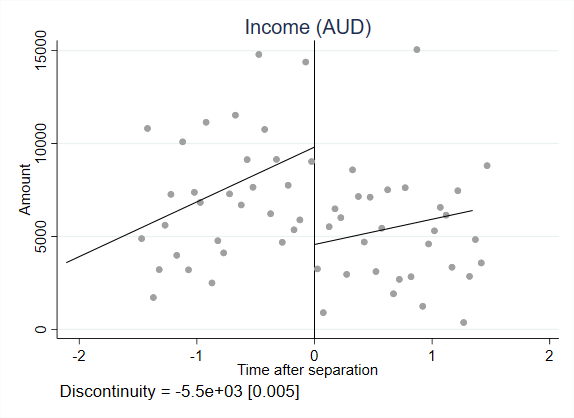 Income (AUD)
15000
10000
5000
0
Amount
-2 -1 0 1 2
Time after separation
Discontinuity = -5.5e+03 [0.005]